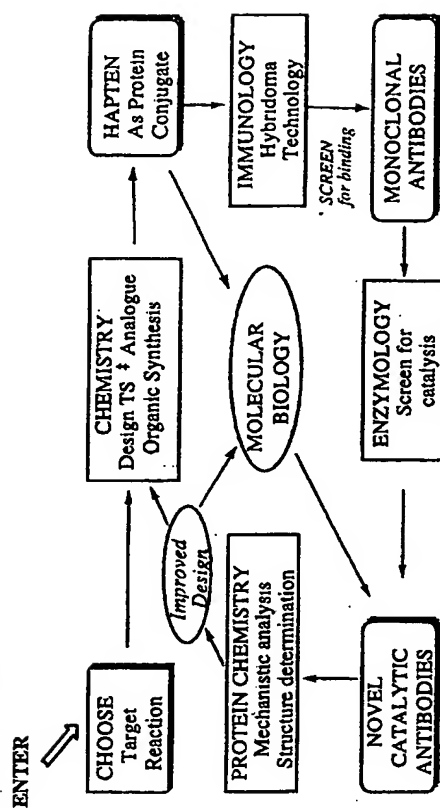 ENTER
CHOOSE
Target
Reaction
CHEMISTRY
Design TS ‡ Analogue
Organic Synthesis
HAPTEN
As Protein
Conjugate
IMMUNOLOGY
Hybridoma
Technology
SCREEN
for binding
MONOCLONAL
ANTIBODIES
ENZYMOLOGY
Screen for
catalysis
NOVEL
CATALYTIC
ANTIBODIES
PROTEIN CHEMISTRY
Mechanistic analysis
Structure determination
Improved
Design
MOLECULAR
BIOLOGY